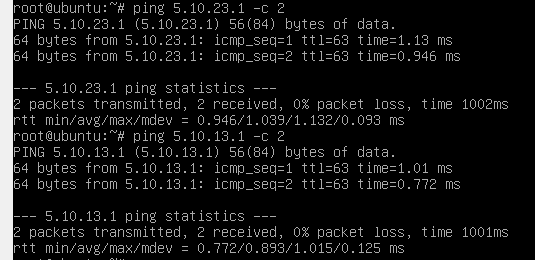 root@ubuntu:~# ping 5.10.23.1 -c 2
PING 5.10.23.1 (5.10.23.1) 56(84) bytes of data.
64 bytes from 5.10.23.1: icmp_seq=1 ttl=63 time=1.13 ms
64 bytes from 5.10.23.1: icmp_seq=2 ttl=63 time=0.946 ms

--- 5.10.23.1 ping statistics ---
2 packets transmitted, 2 received, 0% packet loss, time 1002ms
rtt min/avg/max/mdev = 0.946/1.039/1.132/0.093 ms
root@ubuntu:~# ping 5.10.13.1 -c 2
PING 5.10.13.1 (5.10.13.1) 56(84) bytes of data.
64 bytes from 5.10.13.1: icmp_seq=1 ttl=63 time=1.01 ms
64 bytes from 5.10.13.1: icmp_seq=2 ttl=63 time=0.772 ms

--- 5.10.13.1 ping statistics ---
2 packets transmitted, 2 received, 0% packet loss, time 1001ms
rtt min/avg/max/mdev = 0.772/0.893/1.015/0.125 ms